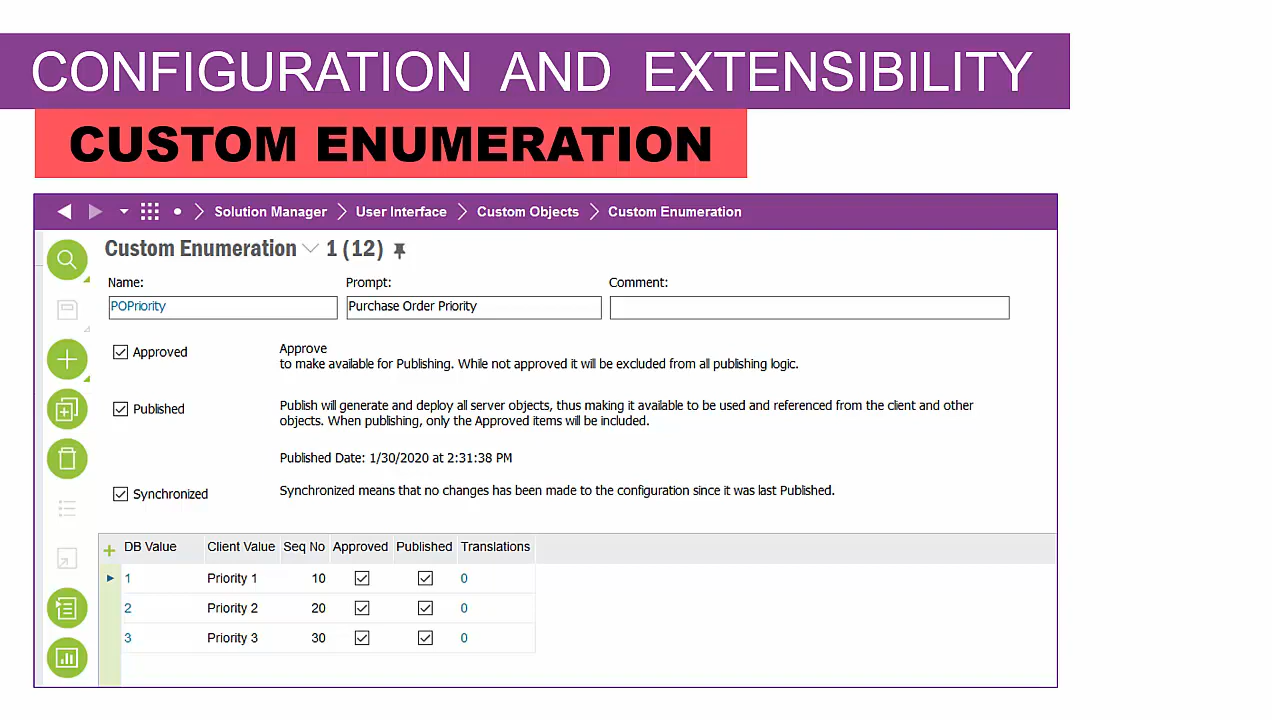 CONFIGURATION AND EXTENSIBILITY
CUSTOM ENUMERATION
Solution Manager User Interface Custom Objects Custom Enumeration
Custom Enumeration 1 (12)
Name: Prompt: Comment:
POPriority Purchase Order Priority
Approved Approve
to make available for Publishing. While not approved it will be excluded from all publishing logic.
Published Publish will generate and deploy all server objects, thus making it available to be used and referenced from the client and other
objects. When publishing, only the Approved items will be included.
Published Date: 1/30/2020 at 2:31:38 PM
Synchronized Synchronized means that no changes has been made to the configuration since it was last Published.
DB Value Client Value Seq No Approved Published Translations
1 Priority 1 10 0
2 Priority 2 20 0
3 Priority 3 30 0